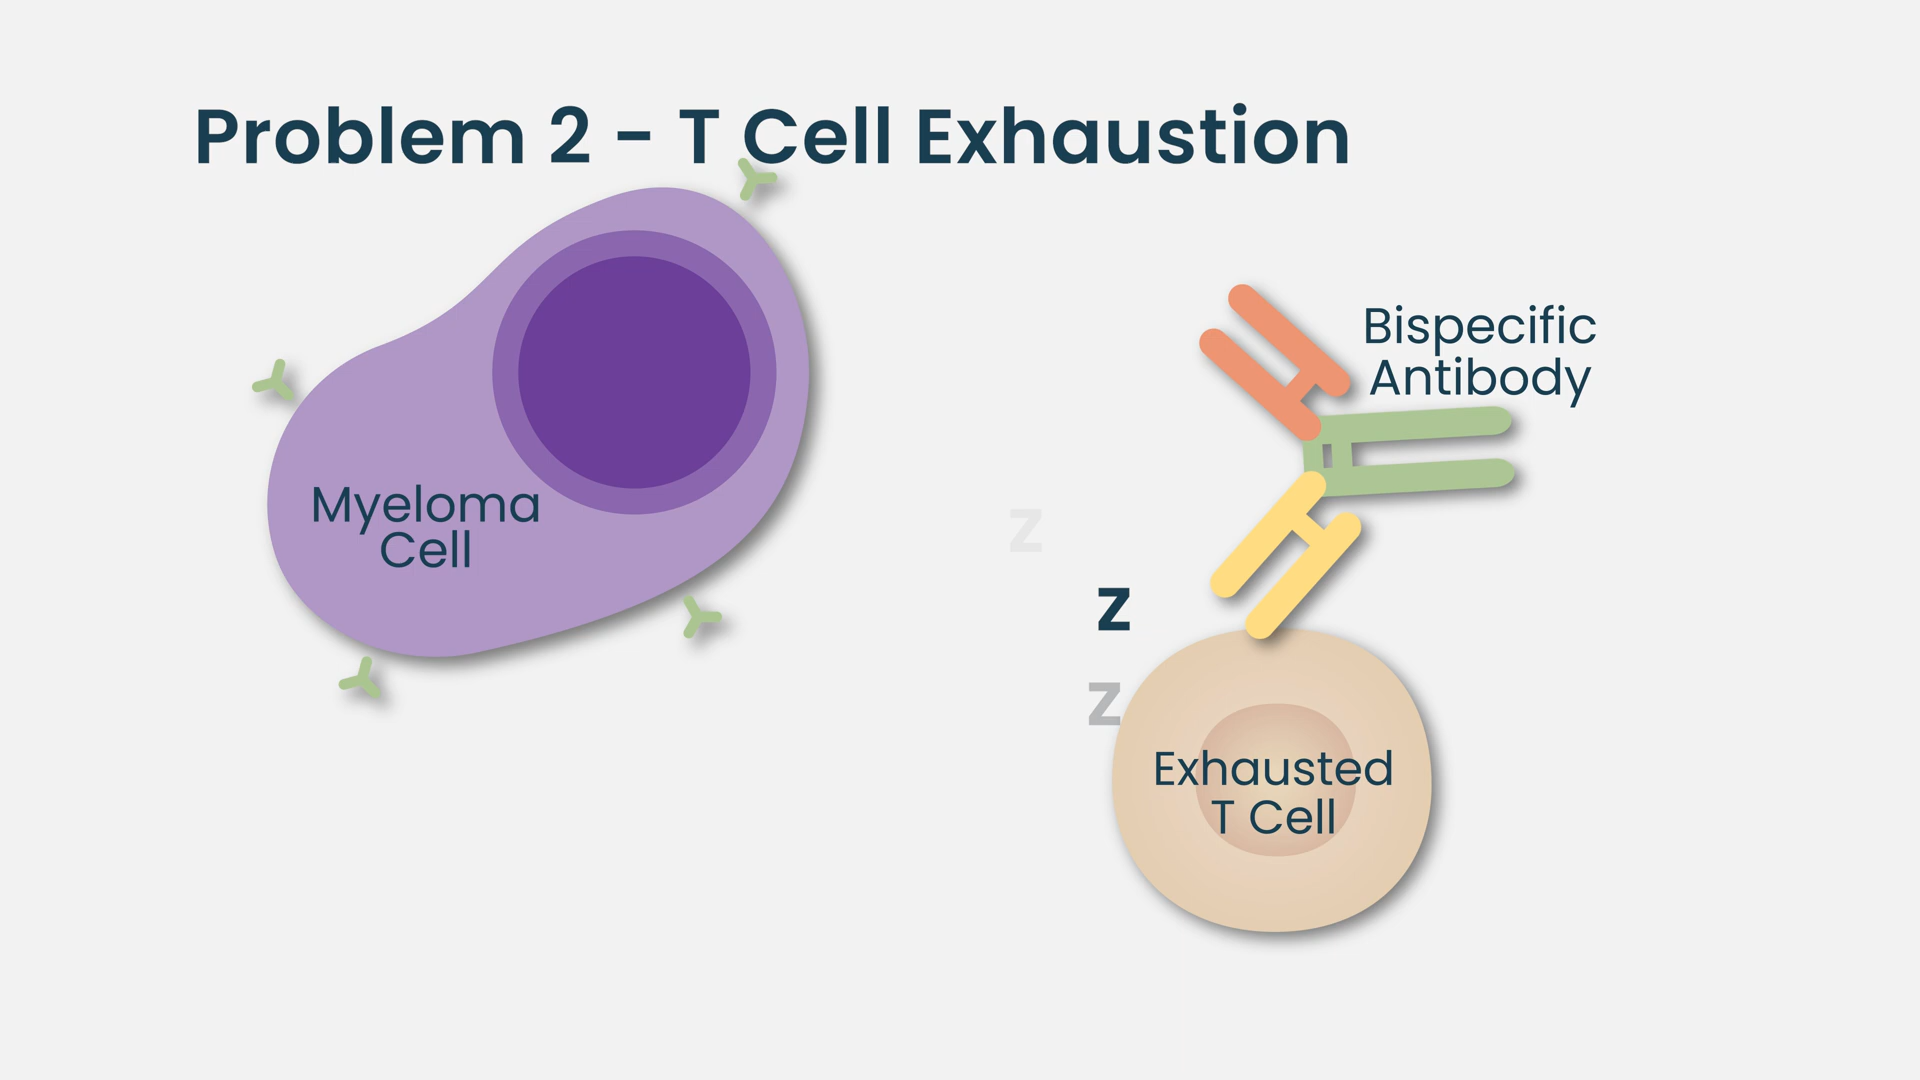 Problem 2 - T Cell Exhaustion
Bispecific
Antibody
Myeloma
Cell
z
z
z
Exhausted
T Cell